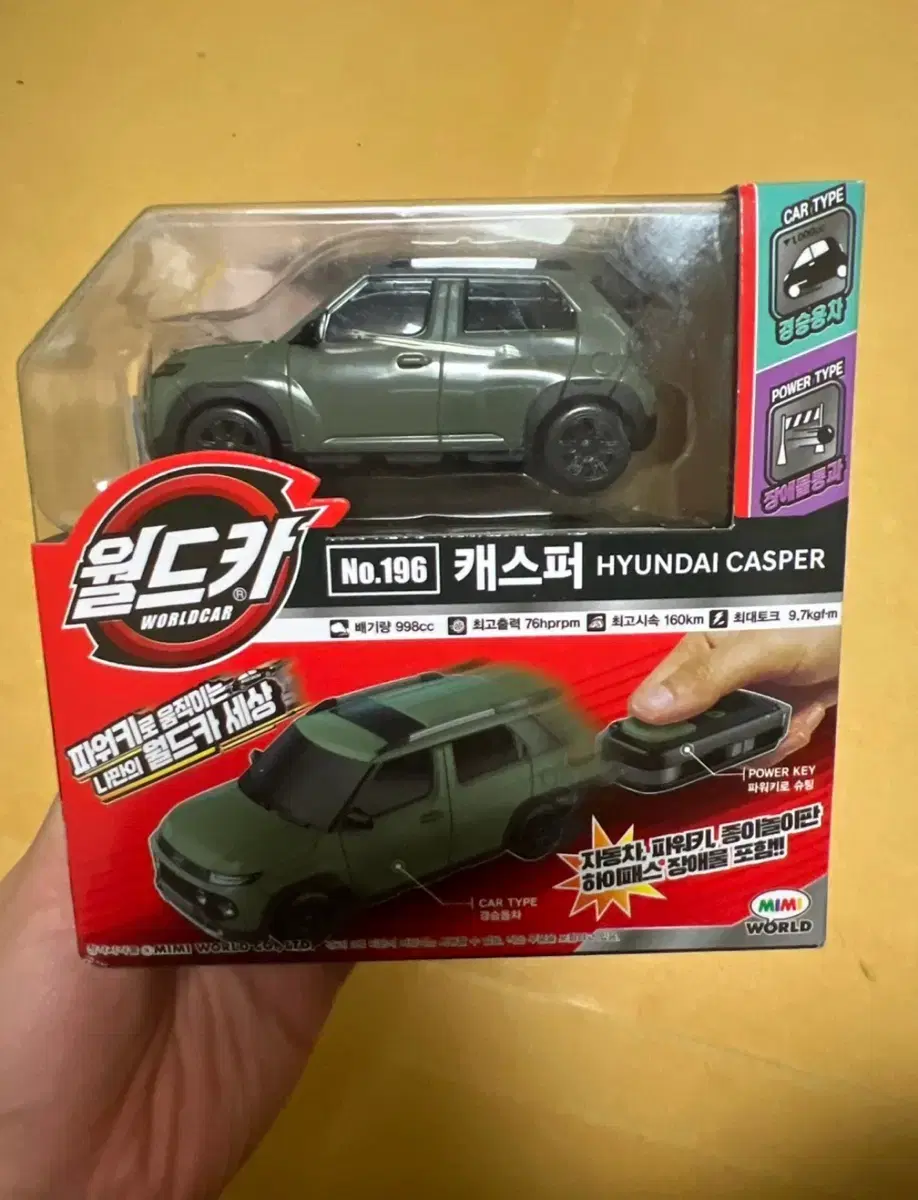 CAR TYPE
경승용차
POWER TYPE
장애물통과
월드카®
WORLDCAR
No.196 캐스퍼 HYUNDAI CASPER
배기량 998cc 최고출력 76hprpm 최고시속 160km 최대토크 9.7kgf·m
파워키로 움직이는
나만의 월드카 세상
POWER KEY
파워키로 슈팅
자동차, 파워키, 종이놀이판
하이패스 장애물 포함!!
CAR TYPE
경승용차
MIMI
WORLD
©MIMI WORLD CO., LTD.